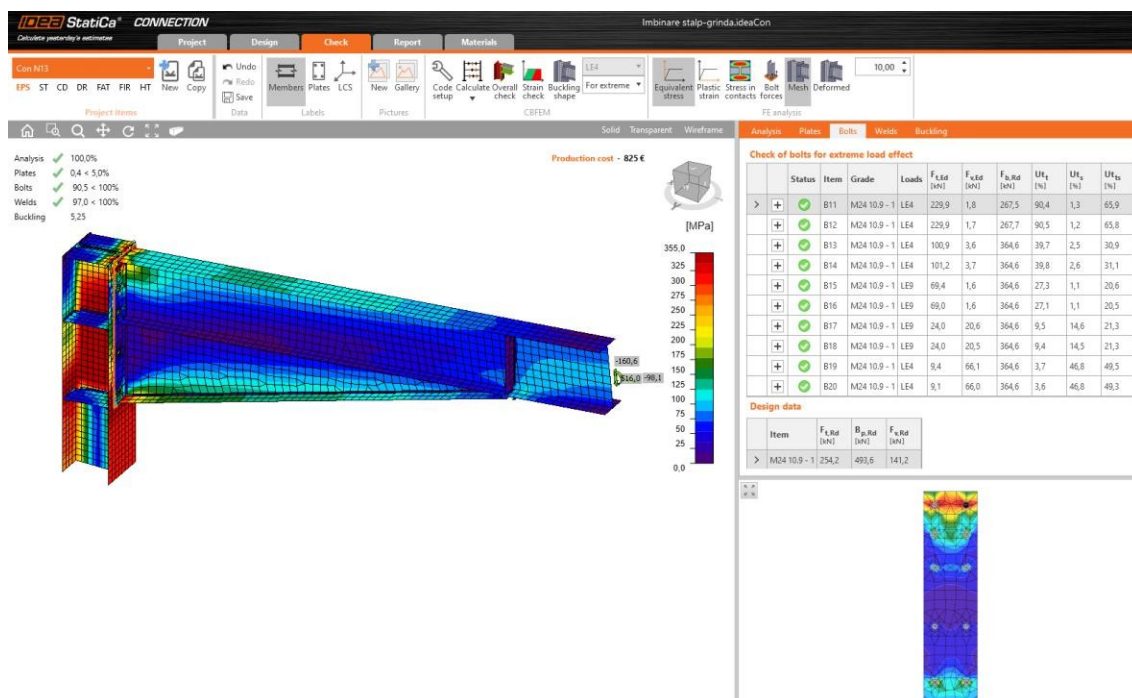 IDEA StatiCa® CONNECTION
Calculate yesterday's estimates
Imbinare stalp-grinda.ideaCon
Project Design Check Report Materials
Con N13
EPS ST CD DR FAT FIR HT
New Copy
Project items
Undo
Redo
Save
Data
Members Plates LCS
Labels
New Gallery
Pictures
Code setup
Calculate
Overall check
Strain check
Buckling shape
LE4
For extreme
CBFEM
Equivalent stress
Plastic strain
Stress in contacts
Bolt forces
Mesh
Deformed
10,00
FE analysis
Solid Transparent Wireframe
Analysis 100,0%
Plates 0,4 < 5,0%
Bolts 90,5 < 100%
Welds 97,0 < 100%
Buckling 5,25
Production cost - 825 €
[MPa]
355,0
325
300
275
250
225
200
175
150
125
100
75
50
25
0,0
-160,6
516,0 -98,1
Analysis Plates Bolts Welds Buckling
Check of bolts for extreme load effect
Status Item Grade Loads Ft,Ed [kN] Fv,Ed [kN] Fb,Rd [kN] Utt [%] Uts [%] Utts [%]
> + B11 M24 10.9 - 1 LE4 229,9 1,8 267,5 90,4 1,3 65,9
+ B12 M24 10.9 - 1 LE4 229,9 1,7 267,7 90,5 1,2 65,8
+ B13 M24 10.9 - 1 LE4 100,9 3,6 364,6 39,7 2,5 30,9
+ B14 M24 10.9 - 1 LE4 101,2 3,7 364,6 39,8 2,6 31,1
+ B15 M24 10.9 - 1 LE9 69,4 1,6 364,6 27,3 1,1 20,6
+ B16 M24 10.9 - 1 LE9 69,0 1,6 364,6 27,1 1,1 20,5
+ B17 M24 10.9 - 1 LE9 24,0 20,6 364,6 9,5 14,6 21,3
+ B18 M24 10.9 - 1 LE9 24,0 20,5 364,6 9,4 14,5 21,3
+ B19 M24 10.9 - 1 LE4 9,4 66,1 364,6 3,7 46,8 49,5
+ B20 M24 10.9 - 1 LE4 9,1 66,0 364,6 3,6 46,8 49,3
Design data
Item Ft,Rd [kN] Bp,Rd [kN] Fv,Rd [kN]
> M24 10.9 - 1 254,2 493,6 141,2